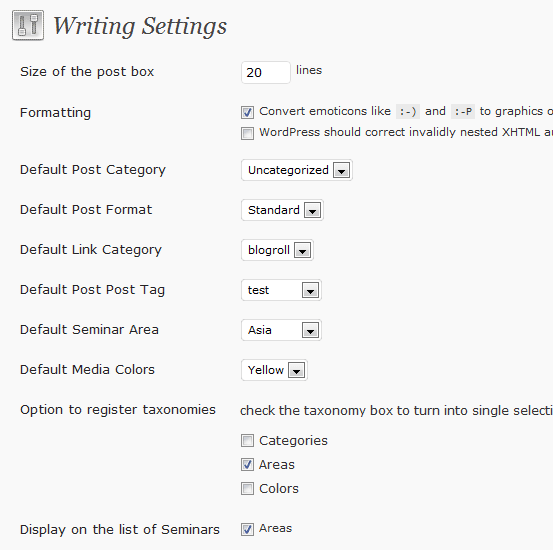 Writing Settings
Size of the post box 20 lines
Formatting Convert emoticons like :-) and :-P to graphics o
WordPress should correct invalidly nested XHTML au
Default Post Category Uncategorized
Default Post Format Standard
Default Link Category blogroll
Default Post Post Tag test
Default Seminar Area Asia
Default Media Colors Yellow
Option to register taxonomies check the taxonomy box to turn into single selecti
Categories
Areas
Colors
Display on the list of Seminars Areas